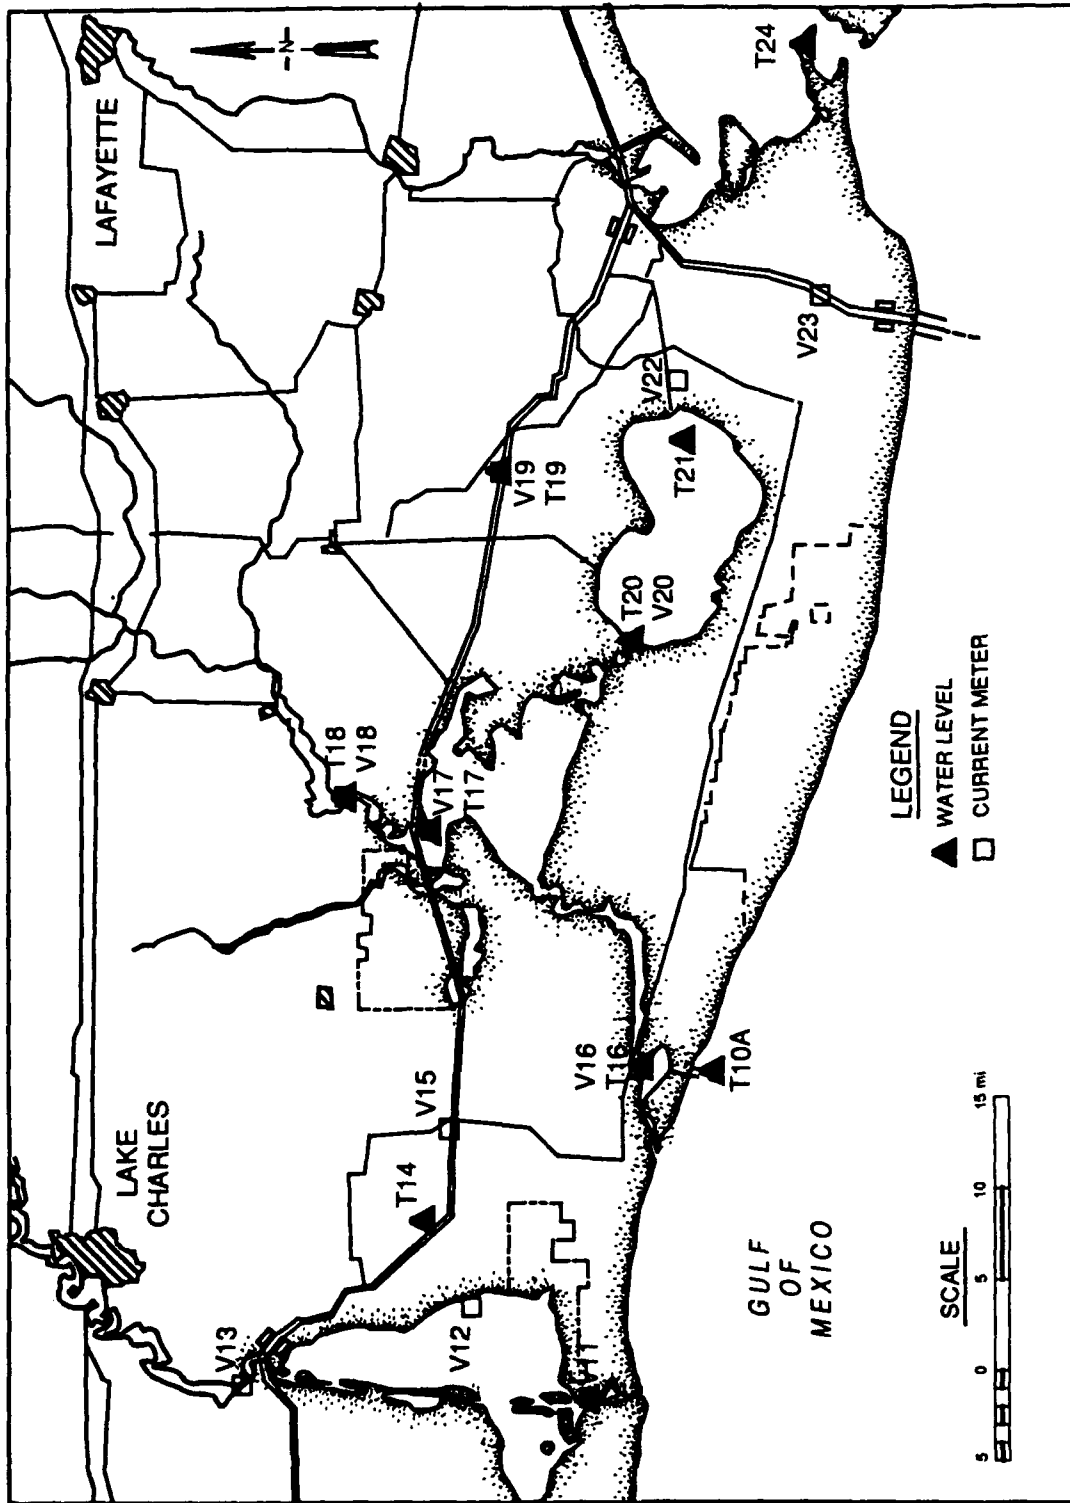 LAKE
CHARLES
LAFAYETTE
-N-
V13
V12
T11
T14
V15
V16
T16
T10A
T18
V18
V17
T17
V19
T19
T20
V20
T21
V22
V23
T24
GULF
OF
MEXICO
SCALE
5 0 5 10 15 mi
LEGEND
WATER LEVEL
CURRENT METER